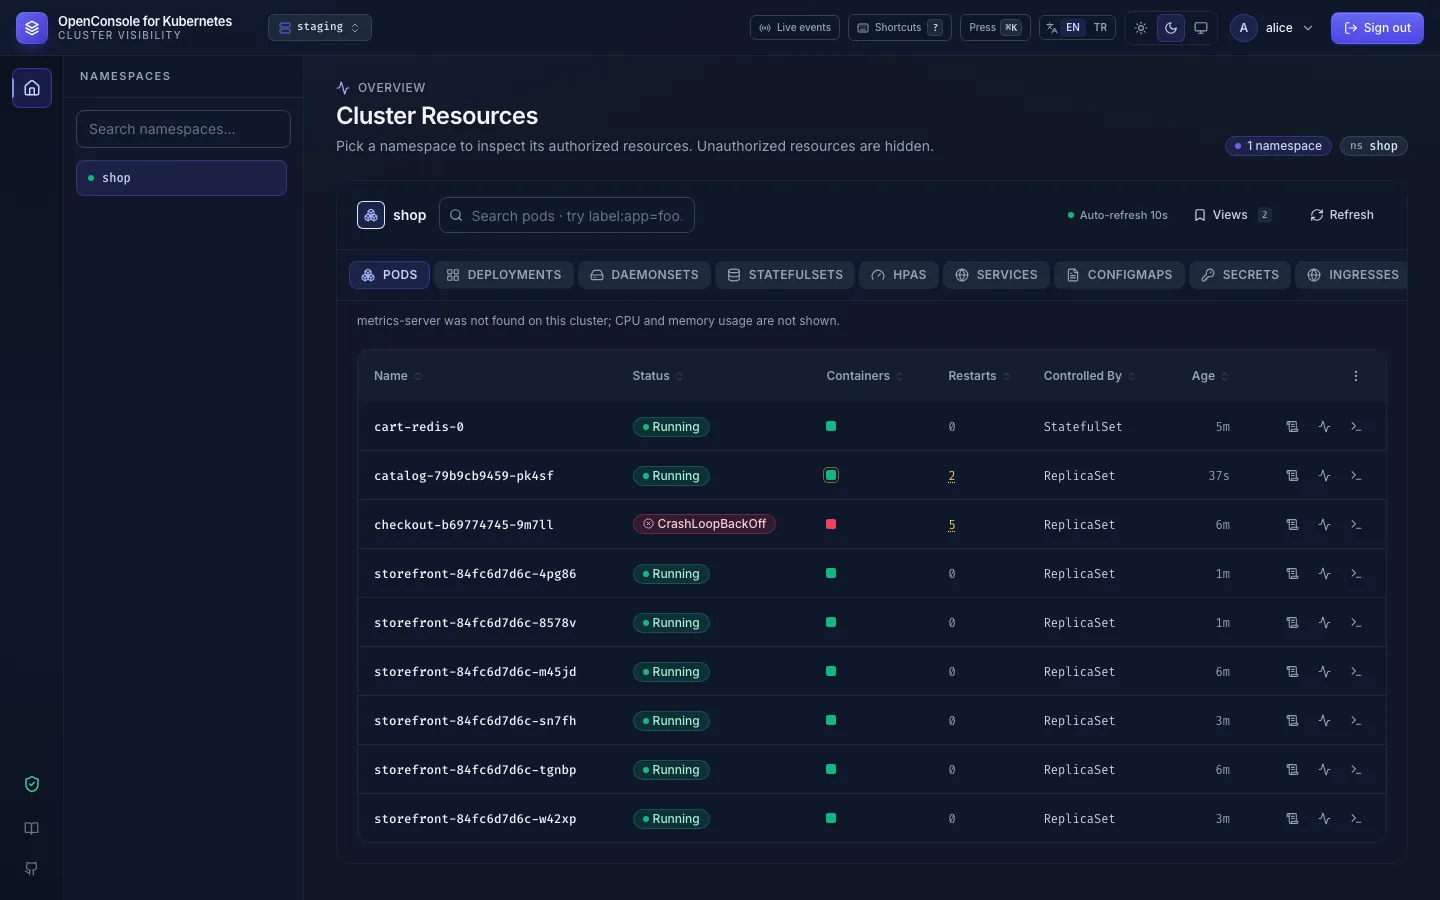 OpenConsole for Kubernetes
CLUSTER VISIBILITY
staging
Live events
Shortcuts ?
Press ⌘K
EN TR
A alice
Sign out
NAMESPACES
Search namespaces...
shop
OVERVIEW
Cluster Resources
Pick a namespace to inspect its authorized resources. Unauthorized resources are hidden.
1 namespace
ns shop
shop
Search pods · try label:app=foo.
Auto-refresh 10s
Views 2
Refresh
PODS DEPLOYMENTS DAEMONSETS STATEFULSETS HPAS SERVICES CONFIGMAPS SECRETS INGRESSES
metrics-server was not found on this cluster; CPU and memory usage are not shown.
Name Status Containers Restarts Controlled By Age
cart-redis-0 Running 0 StatefulSet 5m
catalog-79b9cb9459-pk4sf Running 2 ReplicaSet 37s
checkout-b69774745-9m7ll CrashLoopBackOff 5 ReplicaSet 6m
storefront-84fc6d7d6c-4pg86 Running 0 ReplicaSet 1m
storefront-84fc6d7d6c-8578v Running 0 ReplicaSet 1m
storefront-84fc6d7d6c-m45jd Running 0 ReplicaSet 6m
storefront-84fc6d7d6c-sn7fh Running 0 ReplicaSet 3m
storefront-84fc6d7d6c-tgnbp Running 0 ReplicaSet 6m
storefront-84fc6d7d6c-w42xp Running 0 ReplicaSet 3m